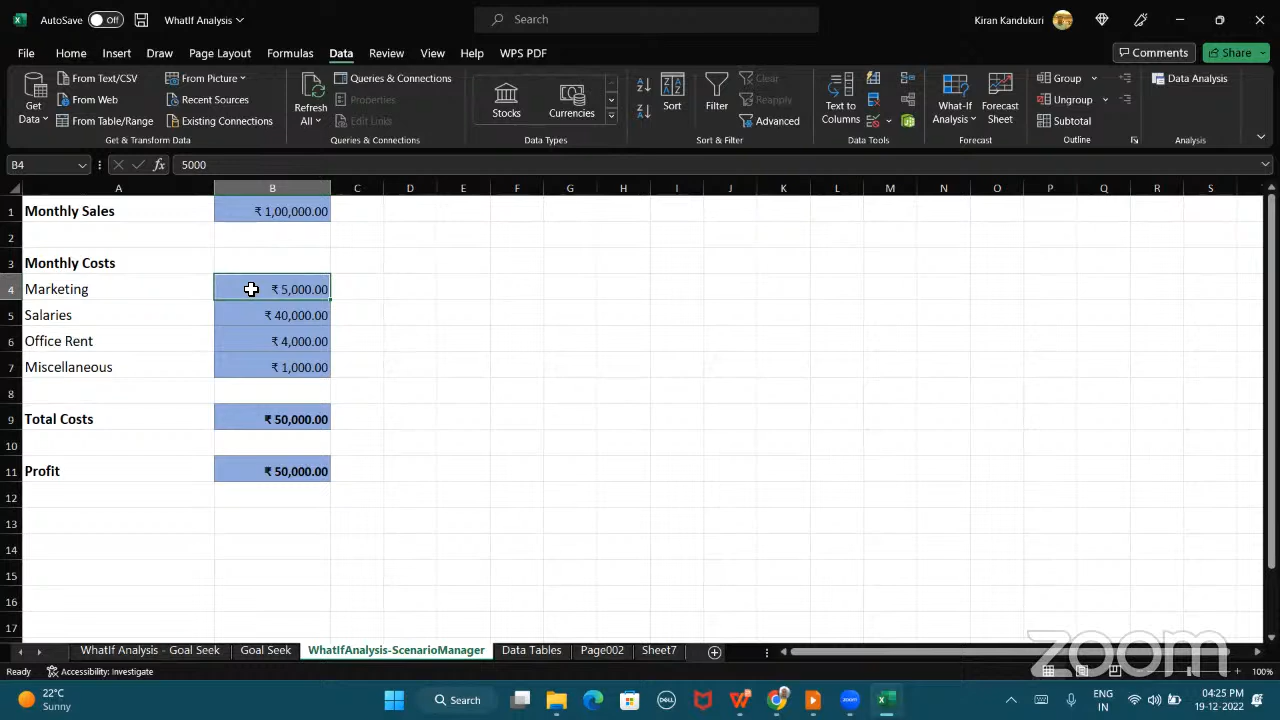 AutoSave Off WhatIf Analysis Search Kiran Kandukuri
File Home Insert Draw Page Layout Formulas Data Review View Help WPS PDF Comments Share
Get Data
From Text/CSV
From Web
From Table/Range
From Picture
Recent Sources
Existing Connections
Get & Transform Data
Refresh All
Queries & Connections
Properties
Edit Links
Queries & Connections
Stocks
Currencies
Data Types
Sort
Filter
Clear
Reapply
Advanced
Sort & Filter
Text to Columns
Data Tools
What-If Analysis
Forecast Sheet
Forecast
Group
Ungroup
Subtotal
Outline
Data Analysis
Analysis
B4 fx 5000
A B C D E F G H I J K L M N O P Q R S
1 Monthly Sales ₹ 1,00,000.00
2
3 Monthly Costs
4 Marketing ₹ 5,000.00
5 Salaries ₹ 40,000.00
6 Office Rent ₹ 4,000.00
7 Miscellaneous ₹ 1,000.00
8
9 Total Costs ₹ 50,000.00
10
11 Profit ₹ 50,000.00
12
13
14
15
16
17
WhatIf Analysis - Goal Seek Goal Seek WhatIfAnalysis-ScenarioManager Data Tables Page002 Sheet7
zoom
Ready Accessibility: Investigate 100%
22°C
Sunny
Search
ENG
IN
04:25 PM
19-12-2022